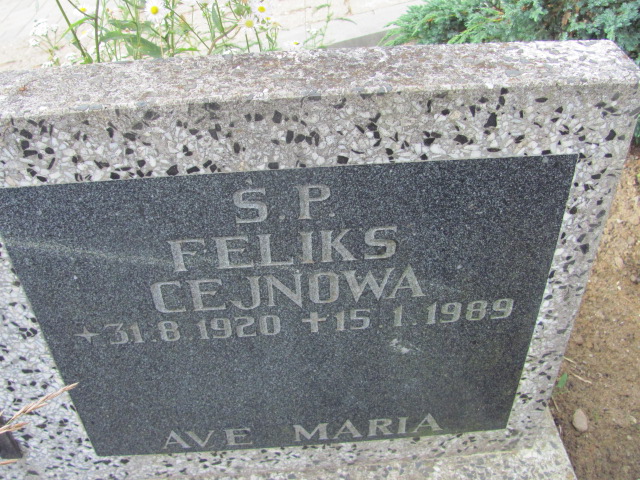 S.P.
FELIKS
CEJNOWA
*31.8.1920 +15.1.1989
AVE MARIA